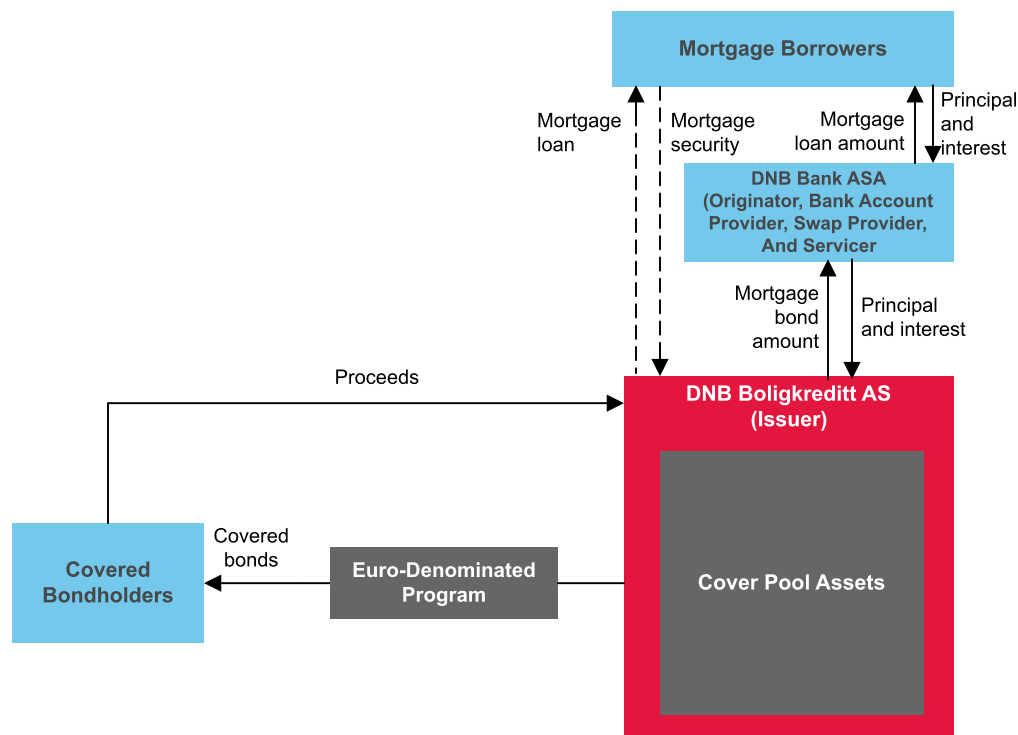 Mortgage Borrowers
Mortgage
loan
Mortgage
security
Mortgage
loan amount
Principal
and
interest
DNB Bank ASA
(Originator, Bank Account
Provider, Swap Provider,
And Servicer
Mortgage
bond
amount
Principal
and interest
Proceeds
DNB Boligkreditt AS
(Issuer)
Covered
Bondholders
Covered
bonds
Euro-Denominated
Program
Cover Pool Assets